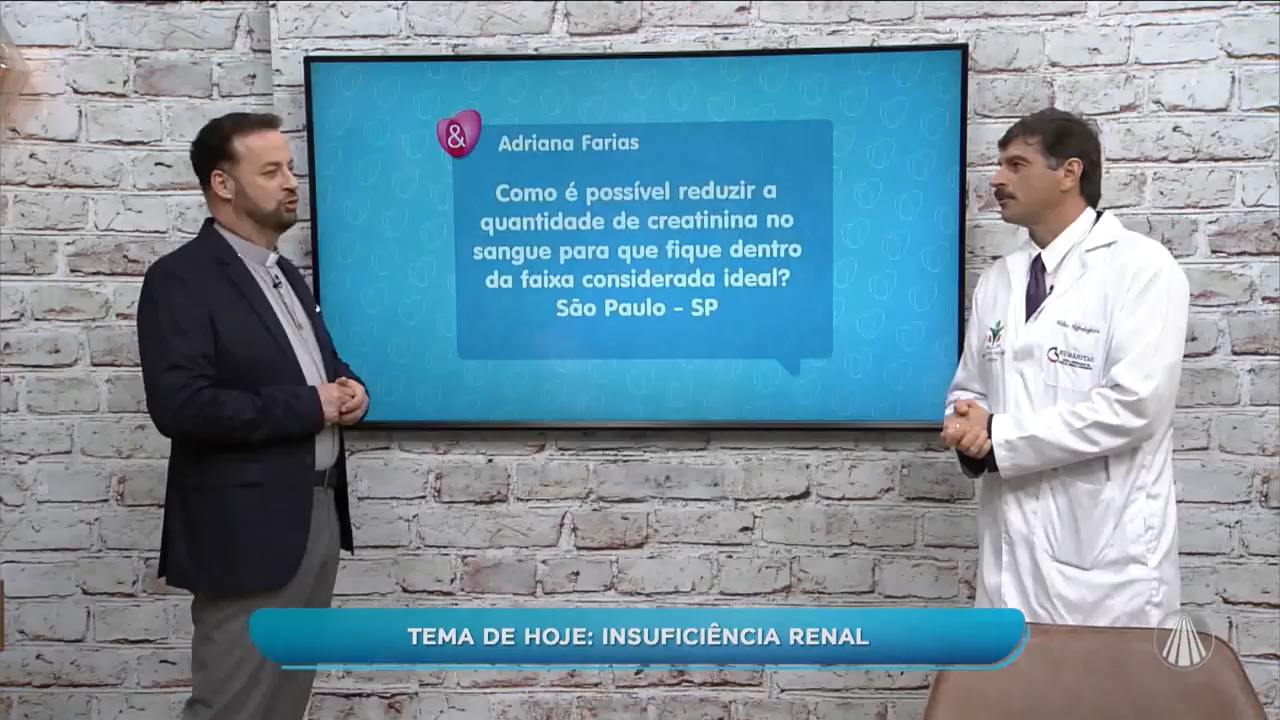 &
Adriana Farias
Como é possível reduzir a
quantidade de creatinina no
sangue para que fique dentro
da faixa considerada ideal?
São Paulo - SP
HUMANITAS
TEMA DE HOJE: INSUFICIÊNCIA RENAL